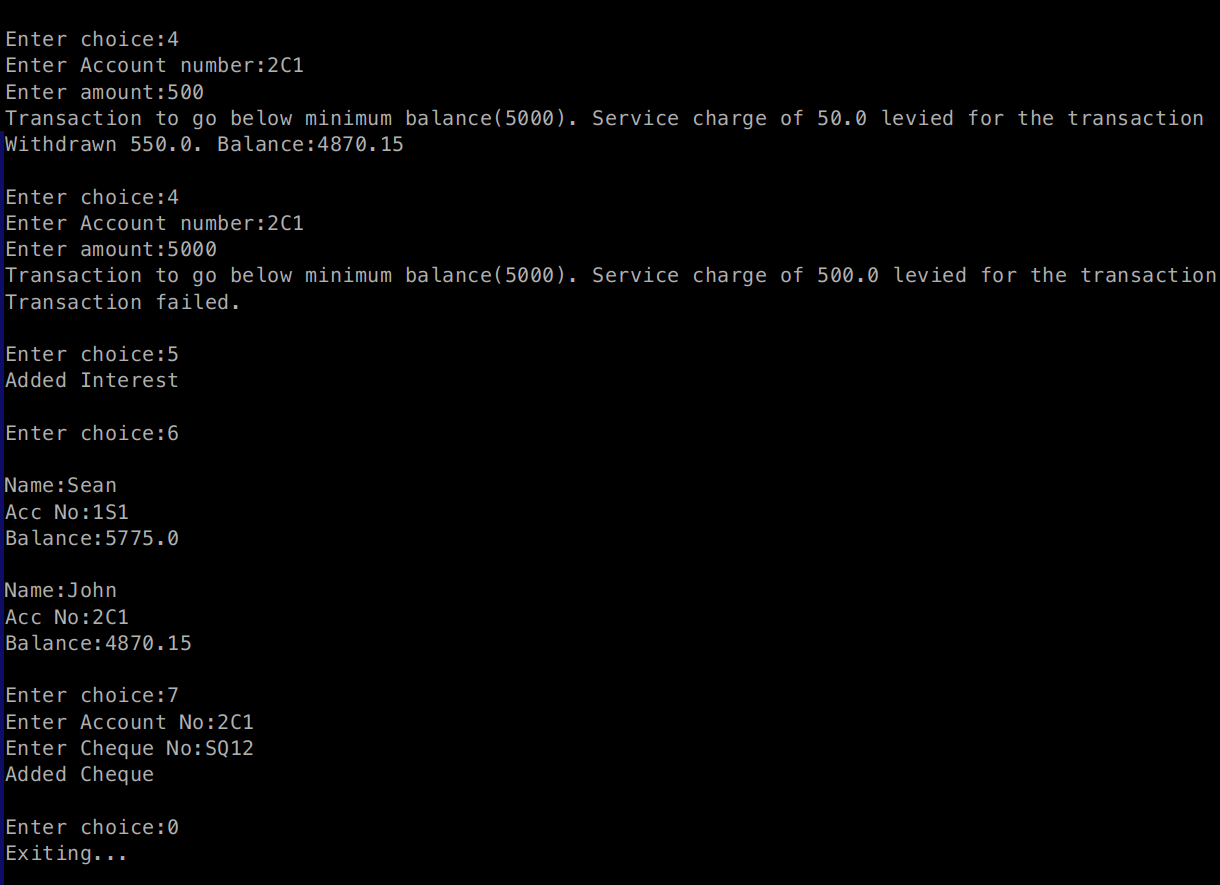 Enter choice:4
Enter Account number:2C1
Enter amount:500
Transaction to go below minimum balance(5000). Service charge of 50.0 levied for the transaction
Withdrawn 550.0. Balance:4870.15
Enter choice:4
Enter Account number:2C1
Enter amount:5000
Transaction to go below minimum balance(5000). Service charge of 500.0 levied for the transaction
Transaction failed.
Enter choice:5
Added Interest
Enter choice:6
Name:Sean
Acc No:1S1
Balance:5775.0
Name:John
Acc No:2C1
Balance:4870.15
Enter choice:7
Enter Account No:2C1
Enter Cheque No:SQ12
Added Cheque
Enter choice:0
Exiting...